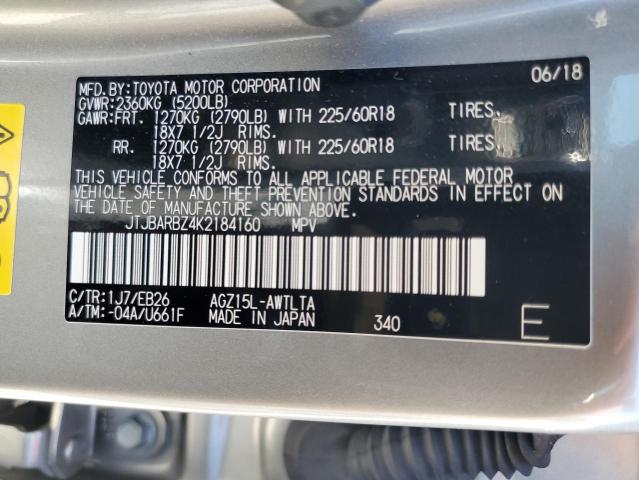 MFD.BY:TOYOTA MOTOR CORPORATION 06/18
GVWR:2360KG (5200LB)
GAWR:FRT. 1270KG (2790LB) WITH 225/60R18 TIRES.
18X7 1/2J RIMS.
RR. 1270KG (2790LB) WITH 225/60R18 TIRES.
18X7 1/2J RIMS.
THIS VEHICLE CONFORMS TO ALL APPLICABLE FEDERAL MOTOR
VEHICLE SAFETY AND THEFT PREVENTION STANDARDS IN EFFECT ON
THE DATE OF MANUFACTURE SHOWN ABOVE.
JTJBARBZ4K2184160 MPV
C/TR:1J7/EB26 AGZ15L-AWTLTA
A/TM:-04A/U661F MADE IN JAPAN 340 E